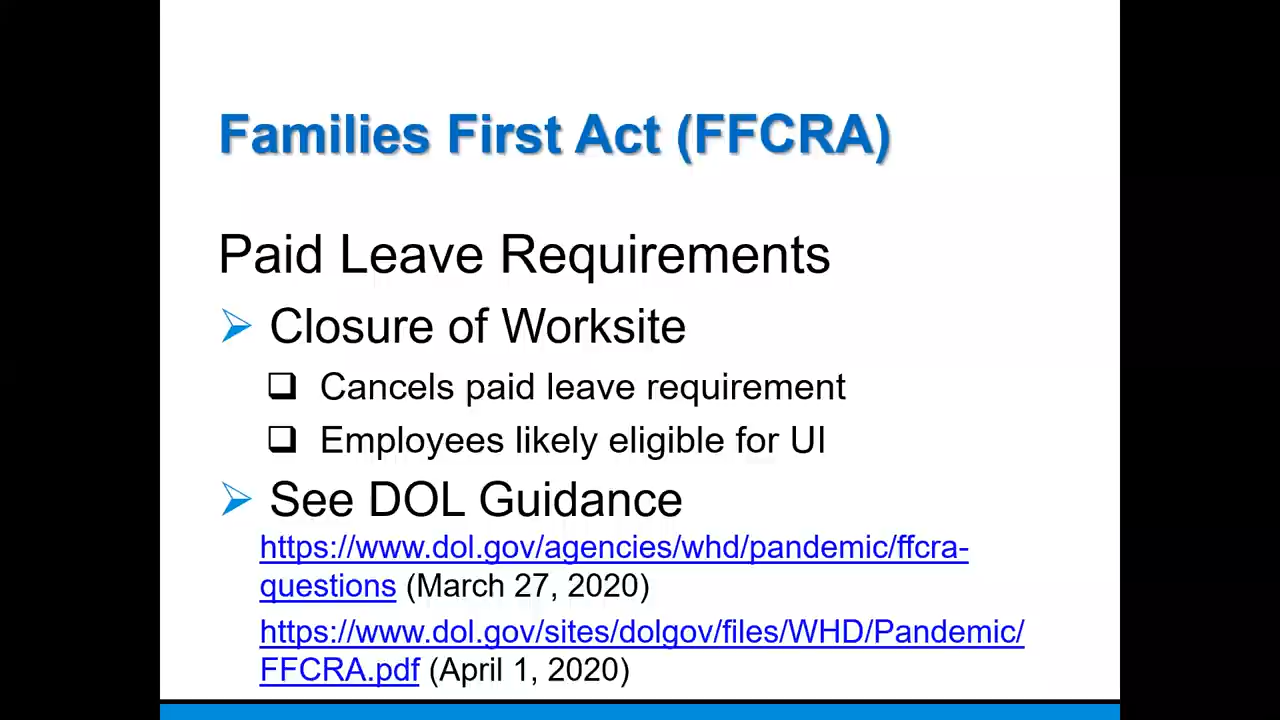 Families First Act (FFCRA)
Paid Leave Requirements
Closure of Worksite
Cancels paid leave requirement
Employees likely eligible for UI
See DOL Guidance
https://www.dol.gov/agencies/whd/pandemic/ffcra-
questions (March 27, 2020)
https://www.dol.gov/sites/dolgov/files/WHD/Pandemic/
FFCRA.pdf (April 1, 2020)